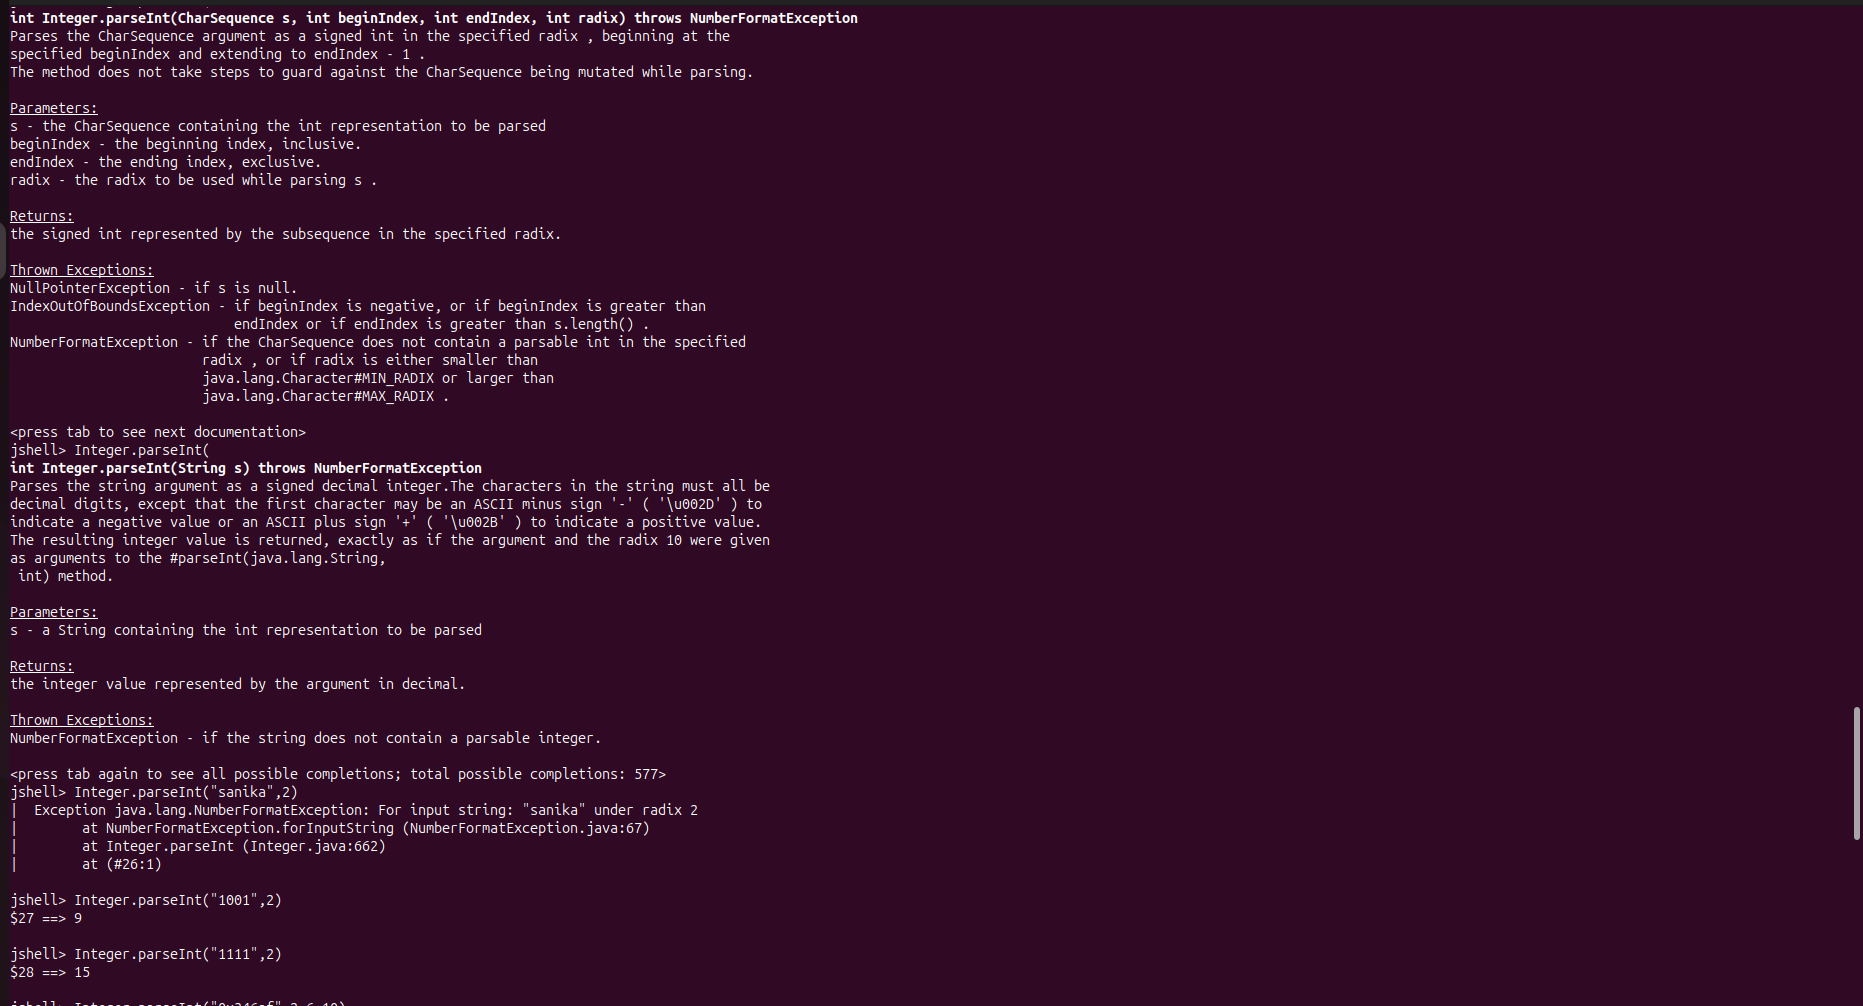 int Integer.parseInt(CharSequence s, int beginIndex, int endIndex, int radix) throws NumberFormatException
Parses the CharSequence argument as a signed int in the specified radix , beginning at the
specified beginIndex and extending to endIndex - 1 .
The method does not take steps to guard against the CharSequence being mutated while parsing.
Parameters:
s - the CharSequence containing the int representation to be parsed
beginIndex - the beginning index, inclusive.
endIndex - the ending index, exclusive.
radix - the radix to be used while parsing s .
Returns:
the signed int represented by the subsequence in the specified radix.
Thrown Exceptions:
NullPointerException - if s is null.
IndexOutOfBoundsException - if beginIndex is negative, or if beginIndex is greater than
endIndex or if endIndex is greater than s.length() .
NumberFormatException - if the CharSequence does not contain a parsable int in the specified
radix , or if radix is either smaller than
java.lang.Character#MIN_RADIX or larger than
java.lang.Character#MAX_RADIX .
<press tab to see next documentation>
jshell> Integer.parseInt(
int Integer.parseInt(String s) throws NumberFormatException
Parses the string argument as a signed decimal integer.The characters in the string must all be
decimal digits, except that the first character may be an ASCII minus sign '-' ( '\u002D' ) to
indicate a negative value or an ASCII plus sign '+' ( '\u002B' ) to indicate a positive value.
The resulting integer value is returned, exactly as if the argument and the radix 10 were given
as arguments to the #parseInt(java.lang.String,
int) method.
Parameters:
s - a String containing the int representation to be parsed
Returns:
the integer value represented by the argument in decimal.
Thrown Exceptions:
NumberFormatException - if the string does not contain a parsable integer.
<press tab again to see all possible completions; total possible completions: 577>
jshell> Integer.parseInt("sanika",2)
|  Exception java.lang.NumberFormatException: For input string: "sanika" under radix 2
|        at NumberFormatException.forInputString (NumberFormatException.java:67)
|        at Integer.parseInt (Integer.java:662)
|        at (#26:1)
jshell> Integer.parseInt("1001",2)
$27 ==> 9
jshell> Integer.parseInt("1111",2)
$28 ==> 15
jshell> Integer.parseInt(